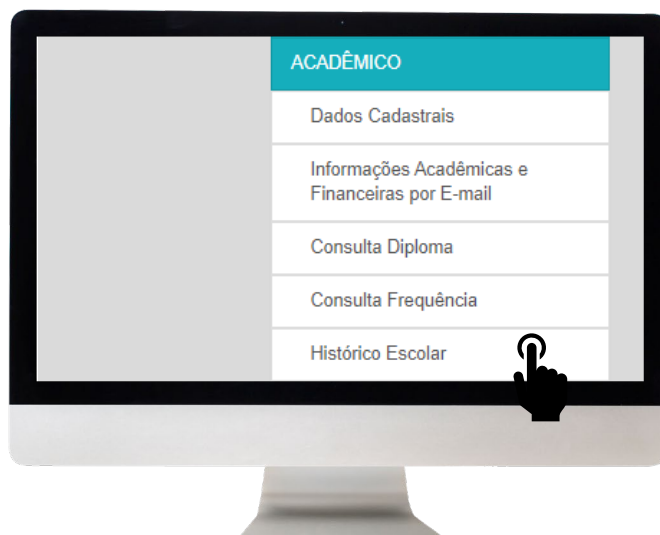 ACADÊMICO
Dados Cadastrais
Informações Acadêmicas e
Financeiras por E-mail
Consulta Diploma
Consulta Frequência
Histórico Escolar